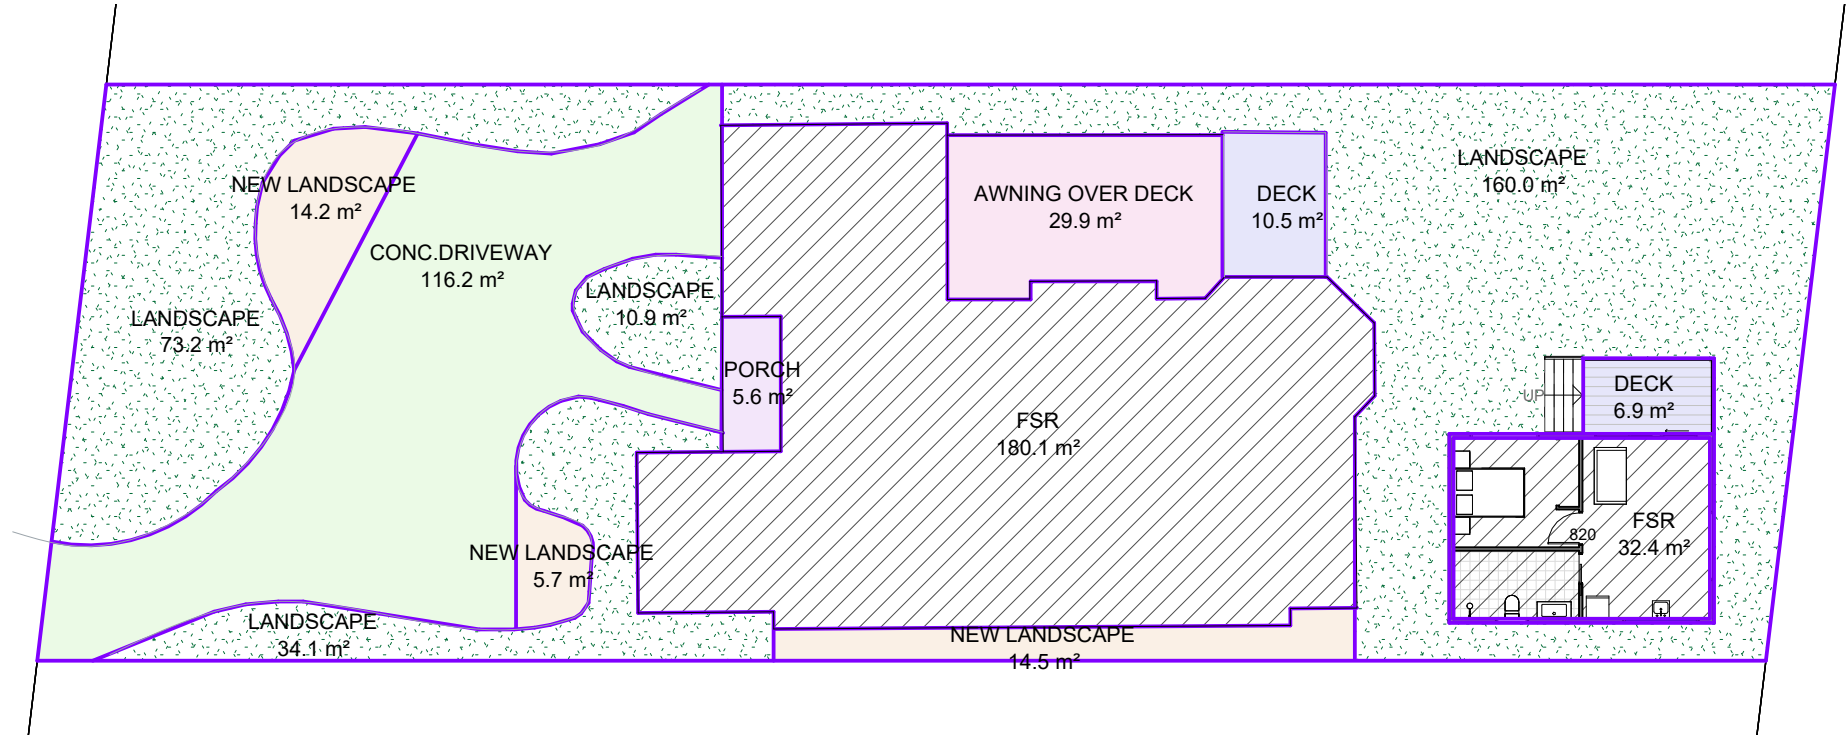 NEW LANDSCAPE
14.2 m²
CONC.DRIVEWAY
116.2 m²
LANDSCAPE
73.2 m²
LANDSCAPE
10.9 m²
PORCH
5.6 m²
AWNING OVER DECK
29.9 m²
DECK
10.5 m²
LANDSCAPE
160.0 m²
FSR
180.1 m²
UP
DECK
6.9 m²
820
FSR
32.4 m²
NEW LANDSCAPE
5.7 m²
LANDSCAPE
34.1 m²
NEW LANDSCAPE
14.5 m²